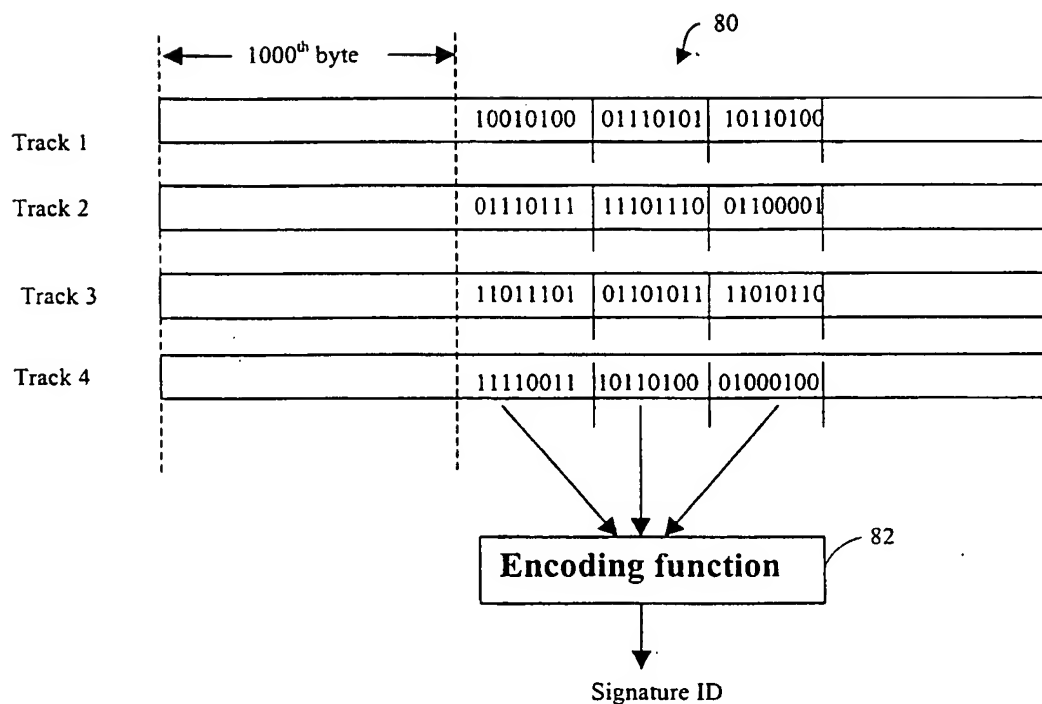 80
1000th byte
Track 1 10010100 01110101 10110100
Track 2 01110111 11101110 01100001
Track 3 11011101 01101011 11010110
Track 4 11110011 10110100 01000100
82
Encoding function
Signature ID